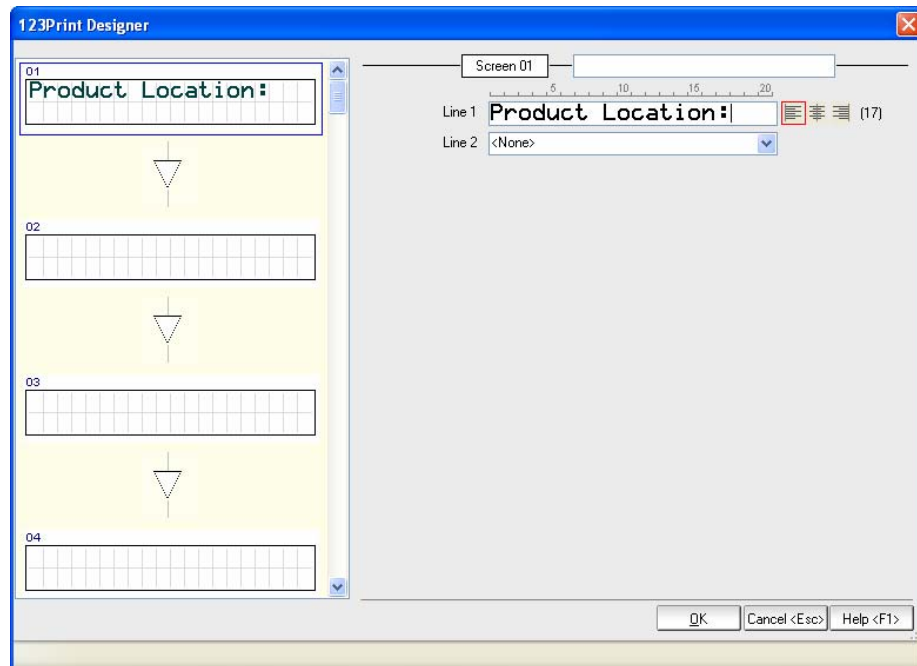 123Print Designer
01
Product Location:
02
03
04
Screen 01
5 10 15 20
Line 1 Product Location: (17)
Line 2 <None>
OK Cancel <Esc> Help <F1>